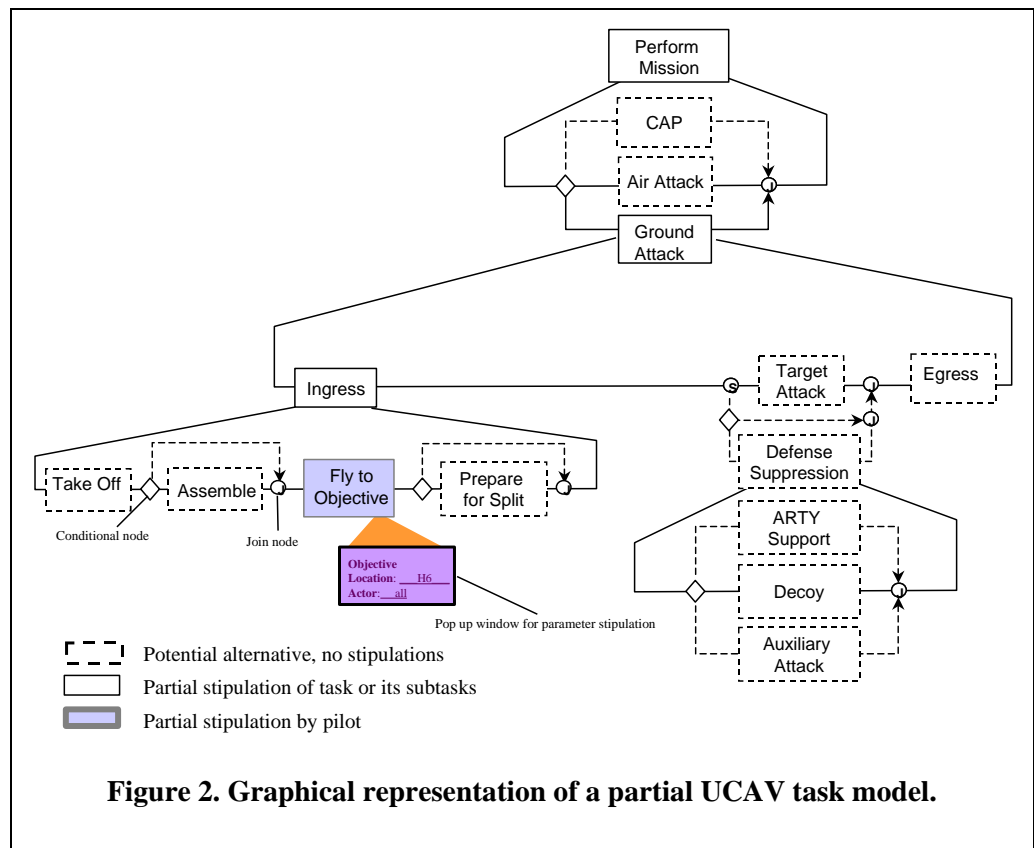 Perform
Mission
CAP
Air Attack
J
Ground
Attack
Ingress
S
Target
Attack
J
Egress
J
Take Off
Assemble
J
Fly to
Objective
Prepare
for Split
J
Defense
Suppression
Conditional node
Join node
Objective
Location: H6
Actor: all
Pop up window for parameter stipulation
ARTY
Support
Decoy
J
Auxiliary
Attack
Potential alternative, no stipulations
Partial stipulation of task or its subtasks
Partial stipulation by pilot
Figure 2. Graphical representation of a partial UCAV task model.